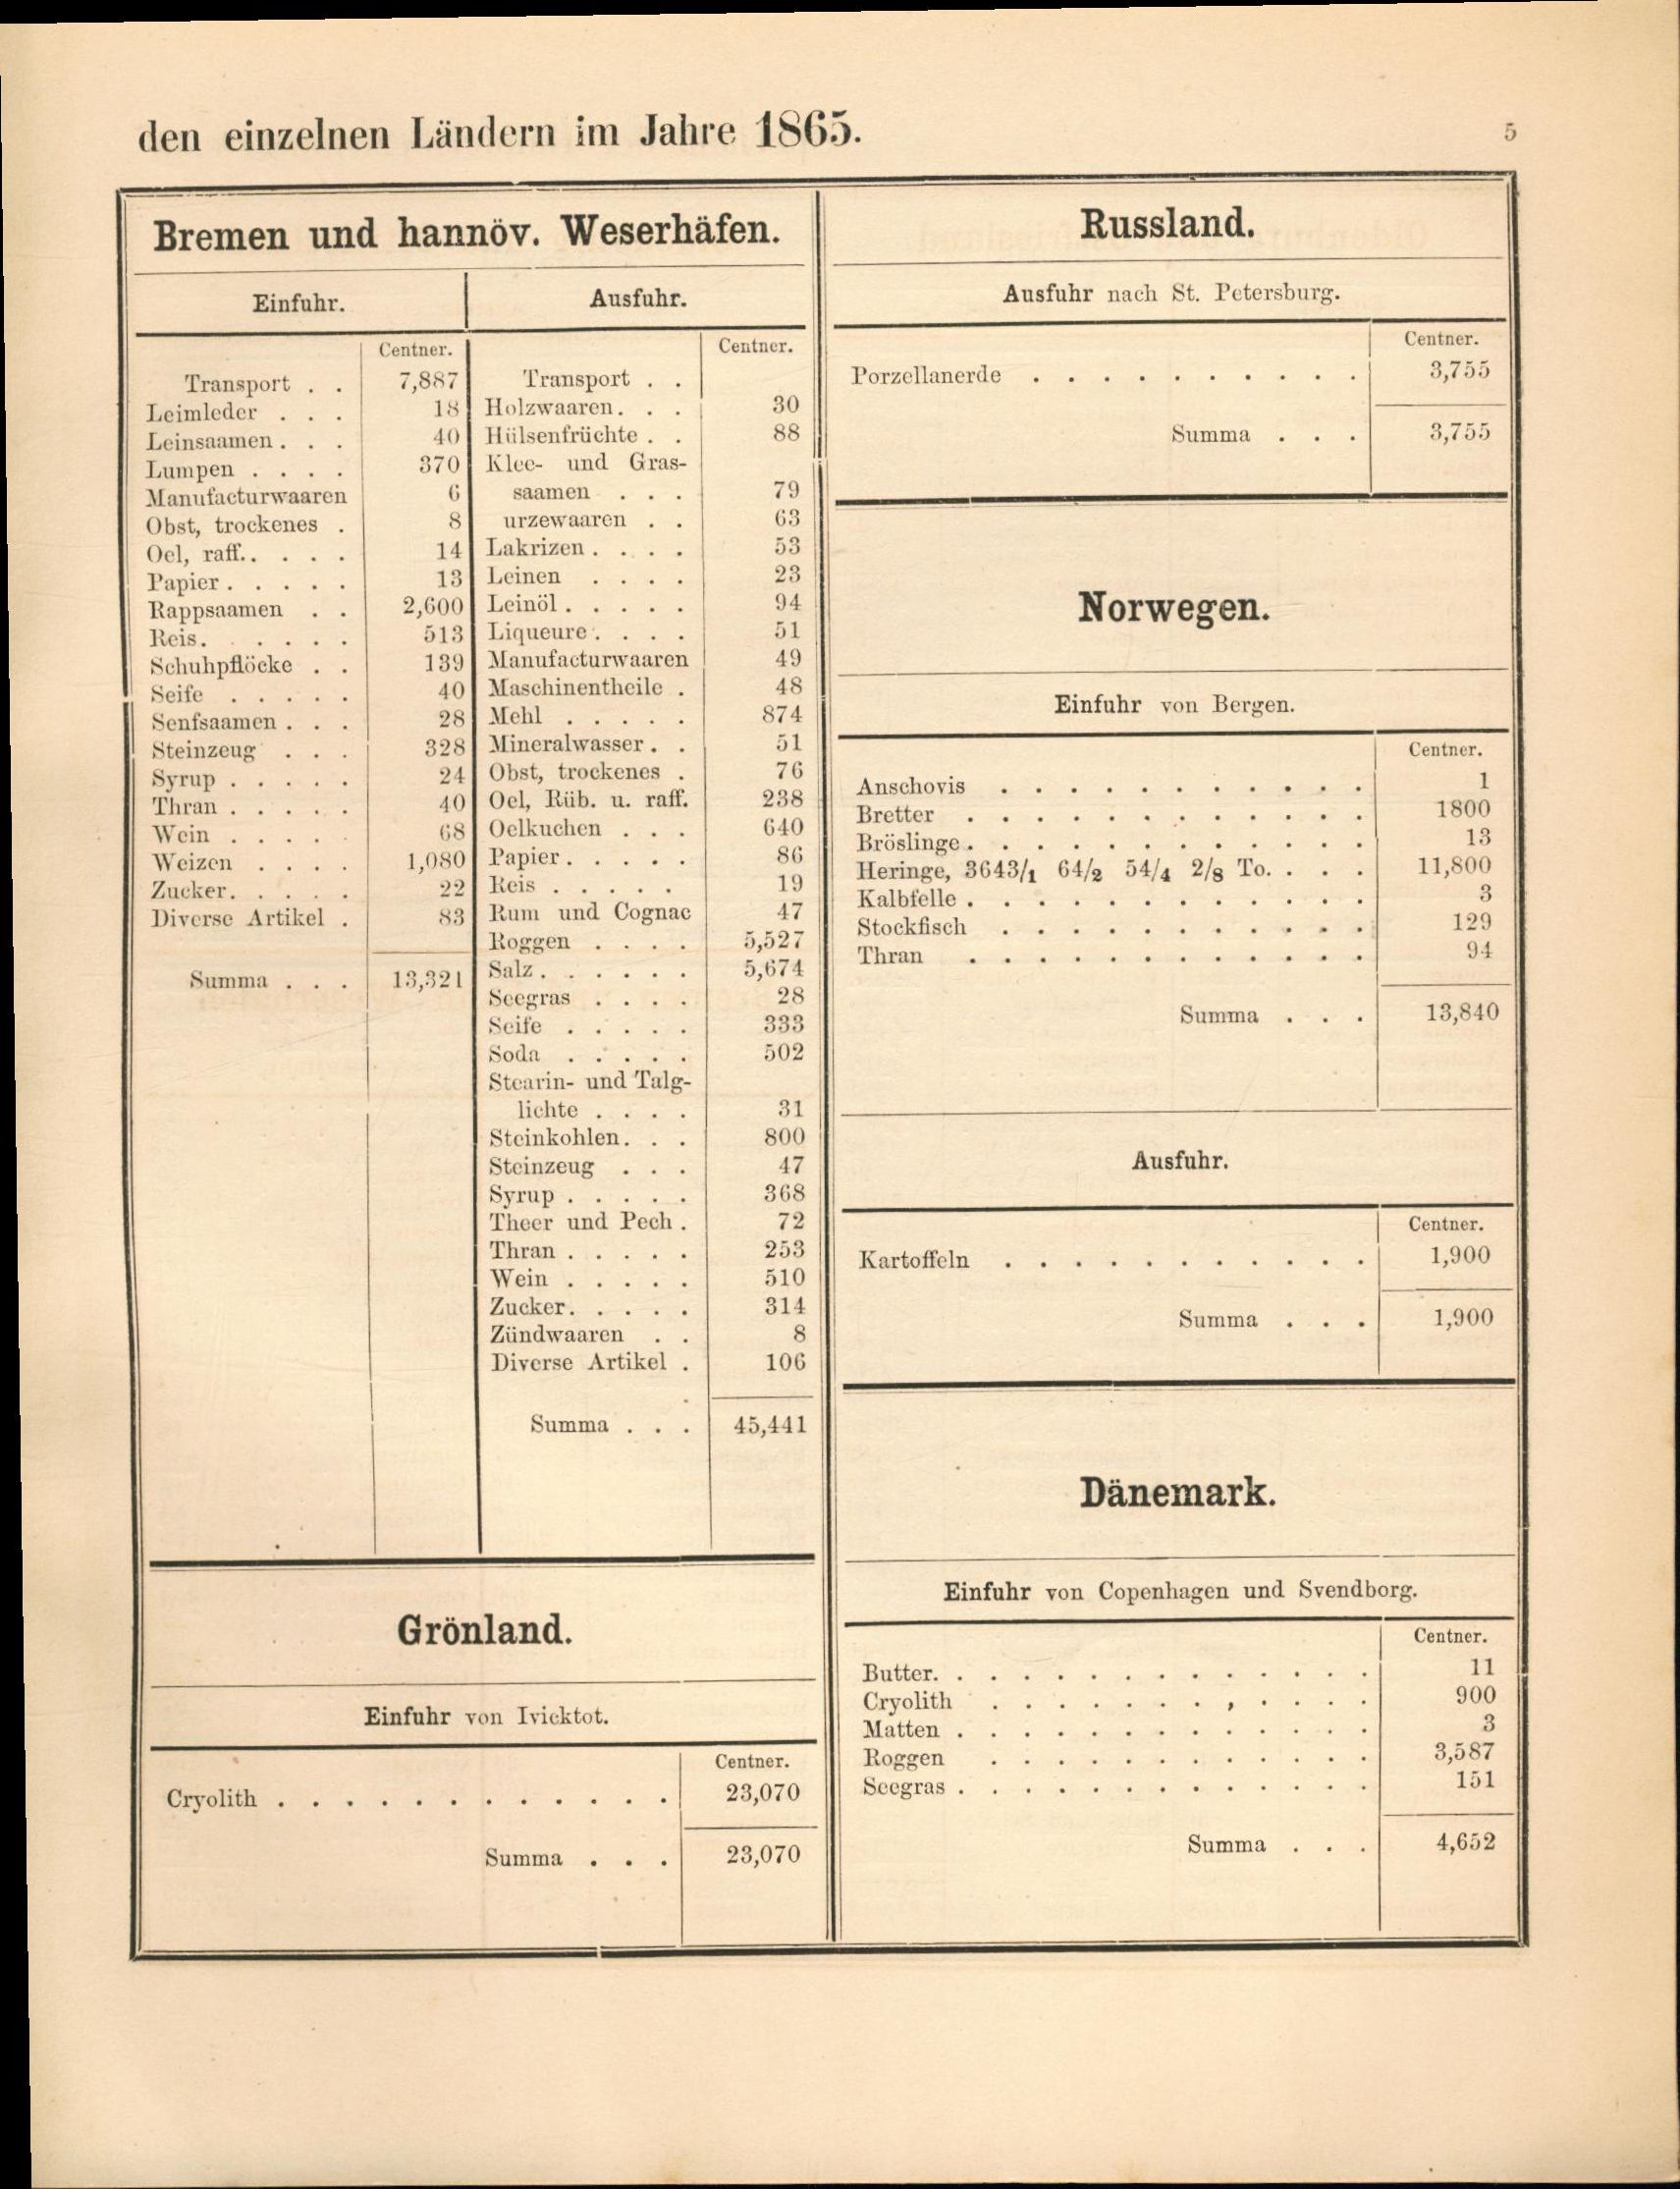 den einzelnen Ländern im Jahre 1865.
5
Bremen und hannöv. Weserhäfen.
Einfuhr.
Centner.
Transport . . 7,887
Leimleder . . . 18
Leinsaamen . . . 40
Lumpen . . . . 370
Manufacturwaaren 6
Obst, trockenes . 8
Oel, raff. . . . . 14
Papier . . . . . 13
Rappsaamen . . 2,600
Reis. . . . . 513
Schuhpflöcke . . 139
Seife . . . . . 40
Senfsaamen . . . 28
Steinzeug . . . 328
Syrup . . . . . 24
Thran . . . . . 40
Wein . . . . . 68
Weizen . . . . 1,080
Zucker. . . . . 22
Diverse Artikel . 83
Summa . . . 13,321
Ausfuhr.
Centner.
Transport . .
Holzwaaren. . . 30
Hülsenfrüchte . . 88
Klee- und Gras-
saamen . . . 79
urzewaaren . . 63
Lakrizen . . . . 53
Leinen . . . . 23
Leinöl . . . . . 94
Liqueure . . . . 51
Manufacturwaaren 49
Maschinentheile . 48
Mehl . . . . . 874
Mineralwasser . . 51
Obst, trockenes . 76
Oel, Rüb. u. raff. 238
Oelkuchen . . . 640
Papier . . . . . 86
Reis . . . . . 19
Rum und Cognac 47
Roggen . . . . 5,527
Salz . . . . . . 5,674
Seegras . . . . 28
Seife . . . . . 333
Soda . . . . . 502
Stearin- und Talg-
lichte . . . . 31
Steinkohlen. . . 800
Steinzeug . . . 47
Syrup . . . . . 368
Theer und Pech . 72
Thran . . . . . 253
Wein . . . . . 510
Zucker. . . . . 314
Zündwaaren . . 8
Diverse Artikel . 106
Summa . . . 45,441
Grönland.
Einfuhr von Ivicktot.
Centner.
Cryolith . . . . . . . . . . . . 23,070
Summa . . . 23,070
Russland.
Ausfuhr nach St. Petersburg.
Centner.
Porzellanerde . . . . . . . . . . 3,755
Summa . . . 3,755
Norwegen.
Einfuhr von Bergen.
Centner.
Anschovis . . . . . . . . . . . 1
Bretter . . . . . . . . . . . . 1800
Bröslinge . . . . . . . . . . . . 13
Heringe, 3643/1 64/2 54/4 2/8 To. . . . 11,800
Kalbfelle . . . . . . . . . . . . 3
Stockfisch . . . . . . . . . . . 129
Thran . . . . . . . . . . . . 94
Summa . . . 13,840
Ausfuhr.
Centner.
Kartoffeln . . . . . . . . . . . 1,900
Summa . . . 1,900
Dänemark.
Einfuhr von Copenhagen und Svendborg.
Centner.
Butter. . . . . . . . . . . . . . 11
Cryolith . . . . . . . , . . . . 900
Matten . . . . . . . . . . . . . 3
Roggen . . . . . . . . . . . . 3,587
Seegras . . . . . . . . . . . . . 151
Summa . . . 4,652